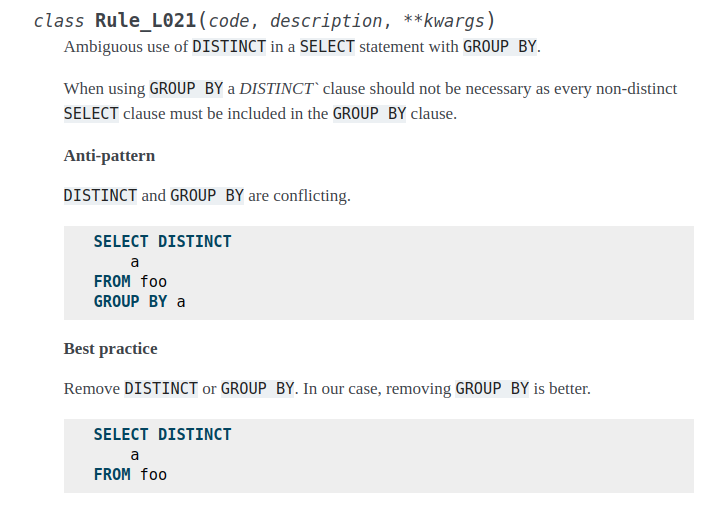 class Rule_L021(code, description, **kwargs)
Ambiguous use of DISTINCT in a SELECT statement with GROUP BY.
When using GROUP BY a DISTINCT` clause should not be necessary as every non-distinct
SELECT clause must be included in the GROUP BY clause.
Anti-pattern
DISTINCT and GROUP BY are conflicting.
SELECT DISTINCT
a
FROM foo
GROUP BY a
Best practice
Remove DISTINCT or GROUP BY. In our case, removing GROUP BY is better.
SELECT DISTINCT
a
FROM foo